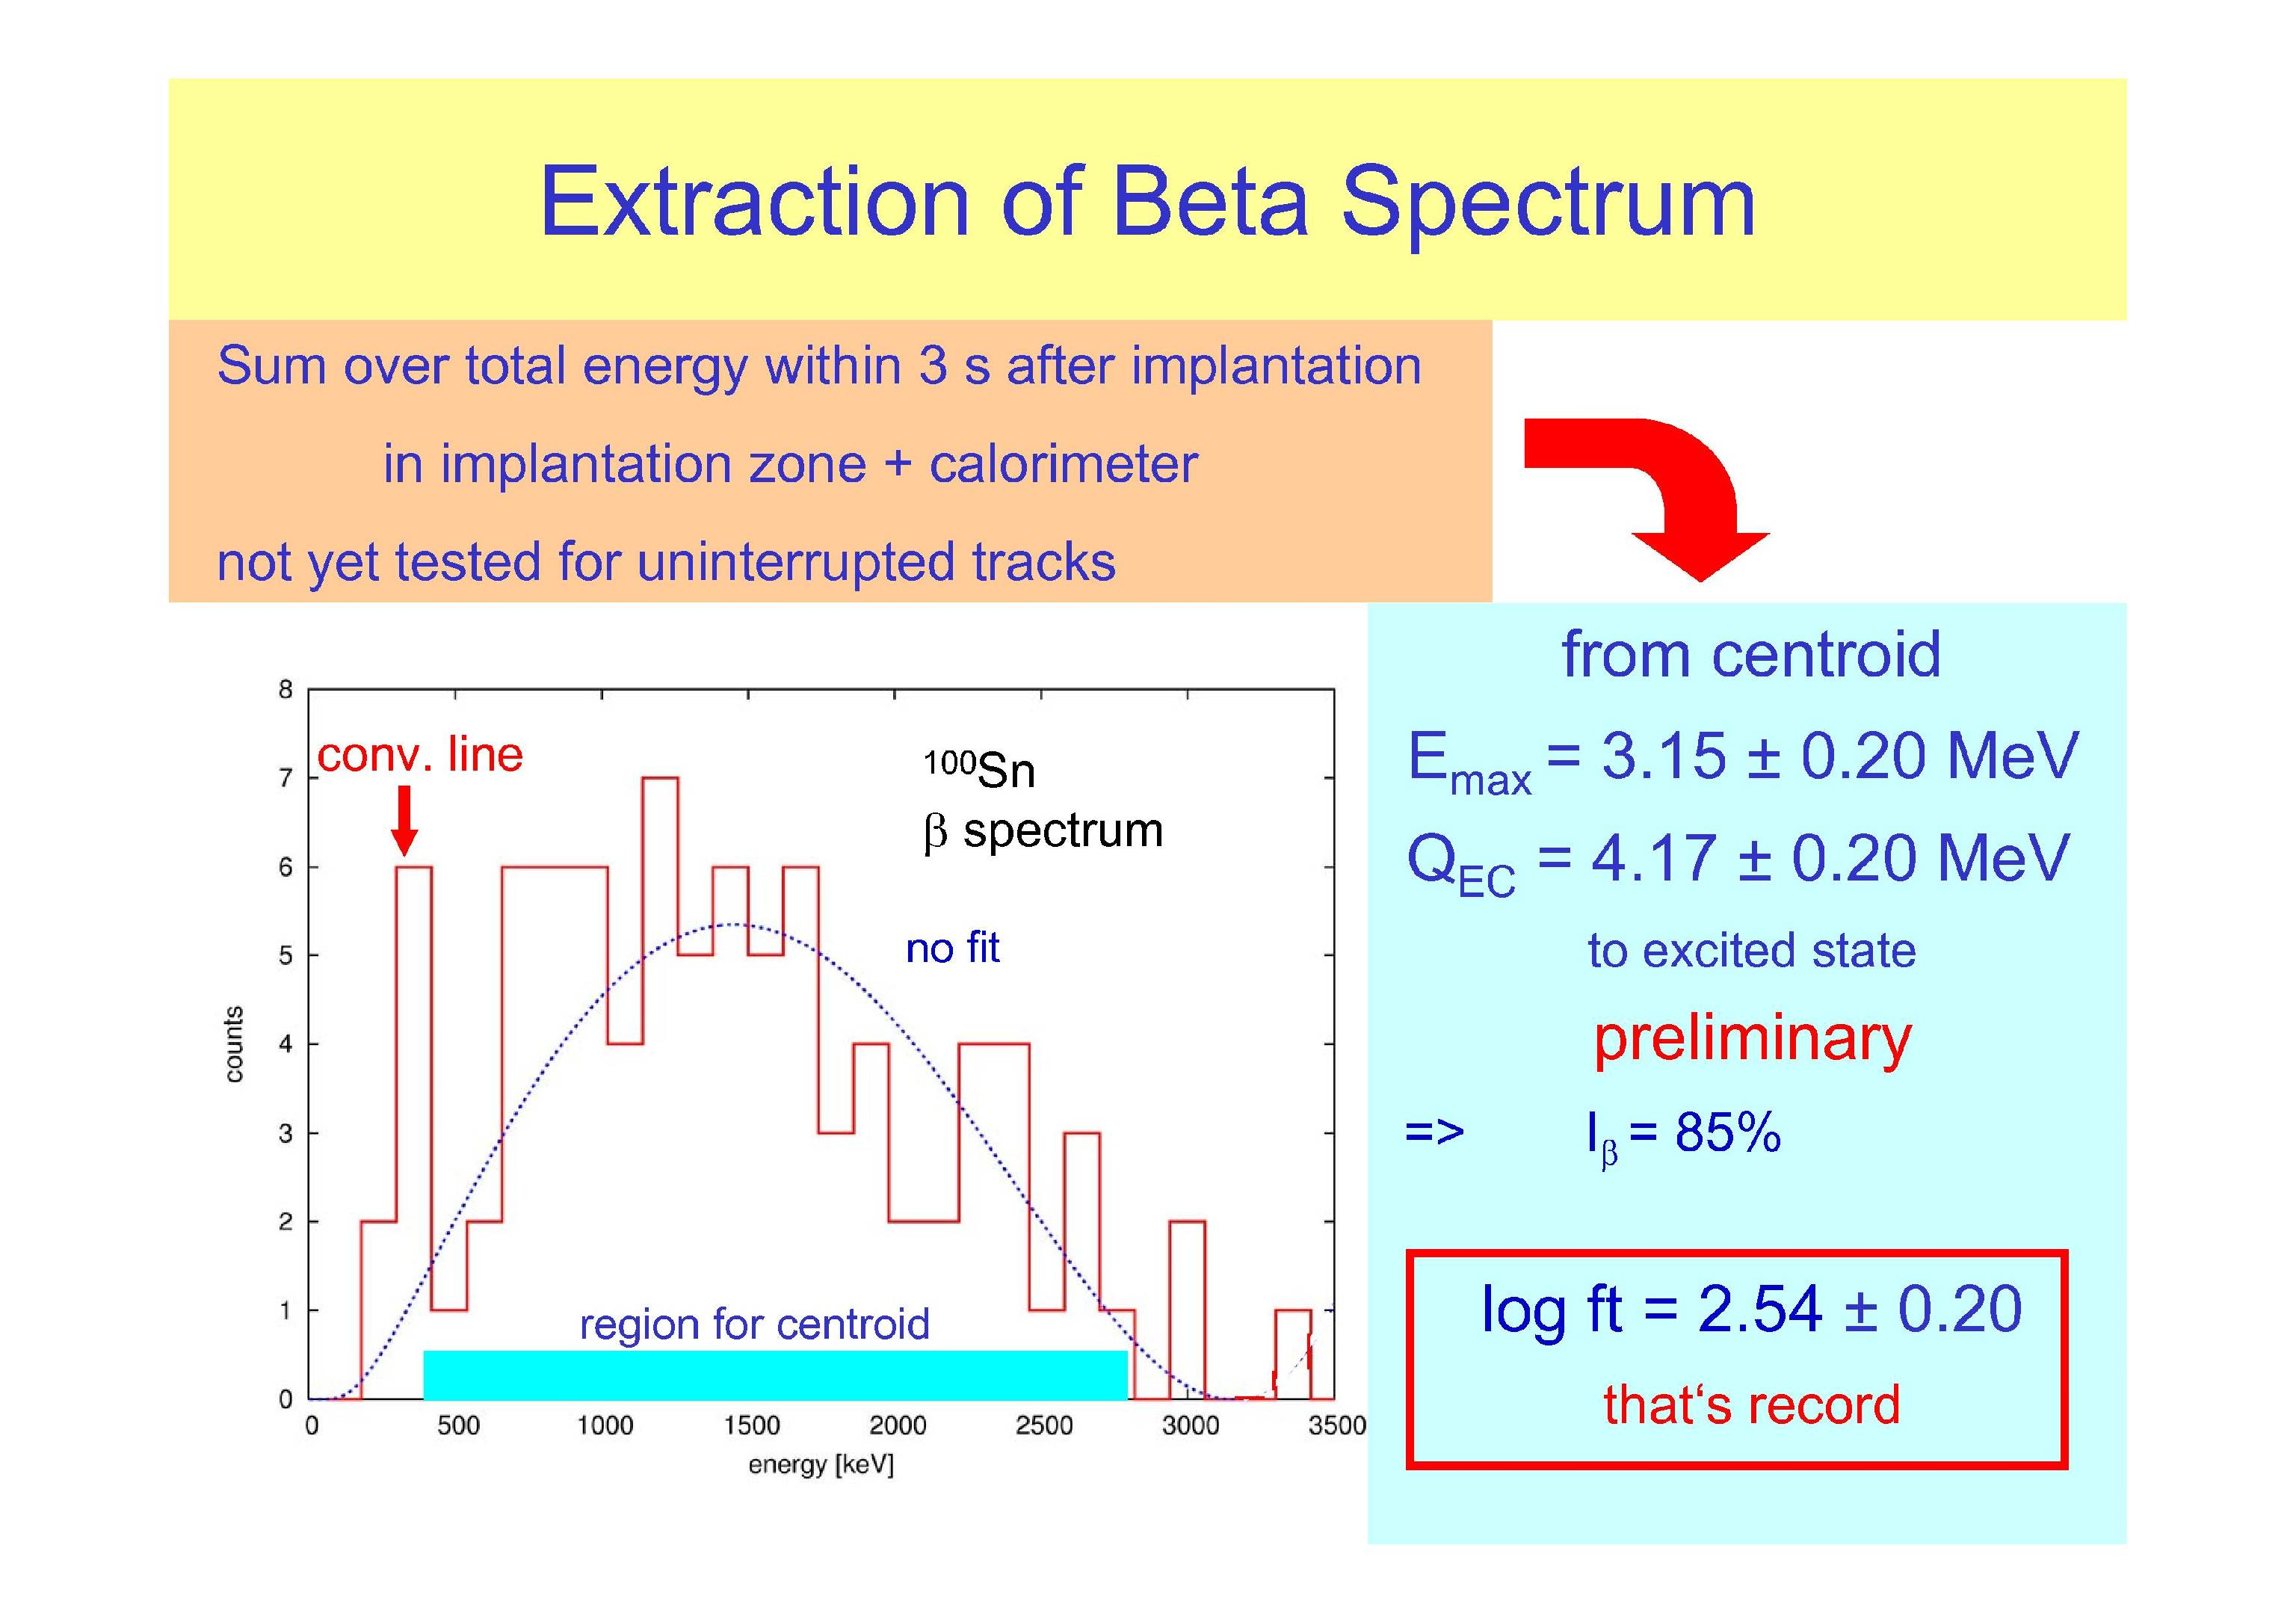 Extraction of Beta Spectrum
Sum over total energy within 3 s after implantation
in implantation zone + calorimeter
not yet tested for uninterrupted tracks
from centroid
Emax = 3.15 ± 0.20 MeV
QEC = 4.17 ± 0.20 MeV
to excited state
preliminary
=> Iβ = 85%
log ft = 2.54 ± 0.20
that‘s record
8
7
6
5
4
3
2
1
0
counts
conv. line
100Sn
β spectrum
no fit
region for centroid
0 500 1000 1500 2000 2500 3000 3500
energy [keV]